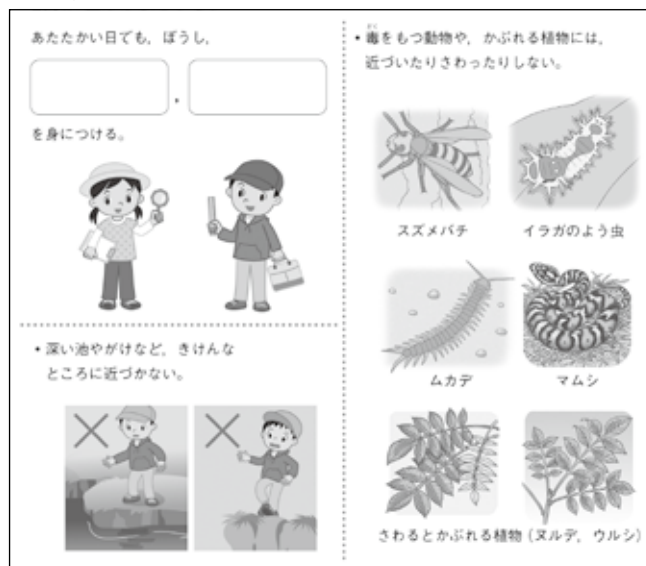 あたたかい日でも，ぼうし，
，
を身につける。
・深い池やがけなど，きけんな
ところに近づかない。
どく
・毒をもつ動物や，かぶれる植物には，
近づいたりさわったりしない。
スズメバチ
イラガのよう虫
ムカデ
マムシ
さわるとかぶれる植物（ヌルデ，ウルシ）